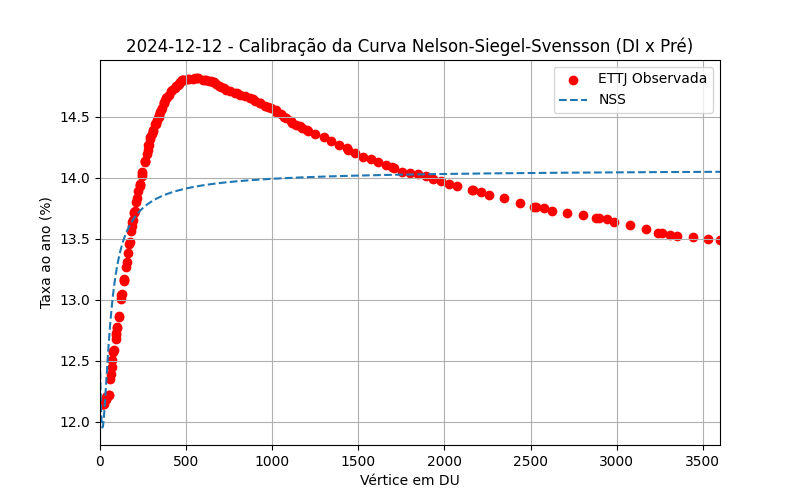 2024-12-12 - Calibração da Curva Nelson-Siegel-Svensson (DI x Pré)
ETTJ Observada
NSS
Taxa ao ano (%)
14.5
14.0
13.5
13.0
12.5
12.0
0 500 1000 1500 2000 2500 3000 3500
Vértice em DU